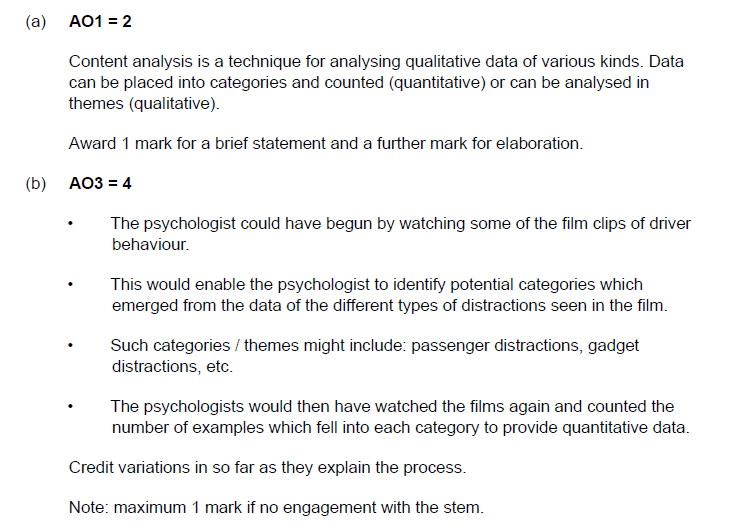 (a) AO1 = 2
Content analysis is a technique for analysing qualitative data of various kinds. Data
can be placed into categories and counted (quantitative) or can be analysed in
themes (qualitative).
Award 1 mark for a brief statement and a further mark for elaboration.
(b) AO3 = 4
• The psychologist could have begun by watching some of the film clips of driver
behaviour.
• This would enable the psychologist to identify potential categories which
emerged from the data of the different types of distractions seen in the film.
• Such categories / themes might include: passenger distractions, gadget
distractions, etc.
• The psychologists would then have watched the films again and counted the
number of examples which fell into each category to provide quantitative data.
Credit variations in so far as they explain the process.
Note: maximum 1 mark if no engagement with the stem.